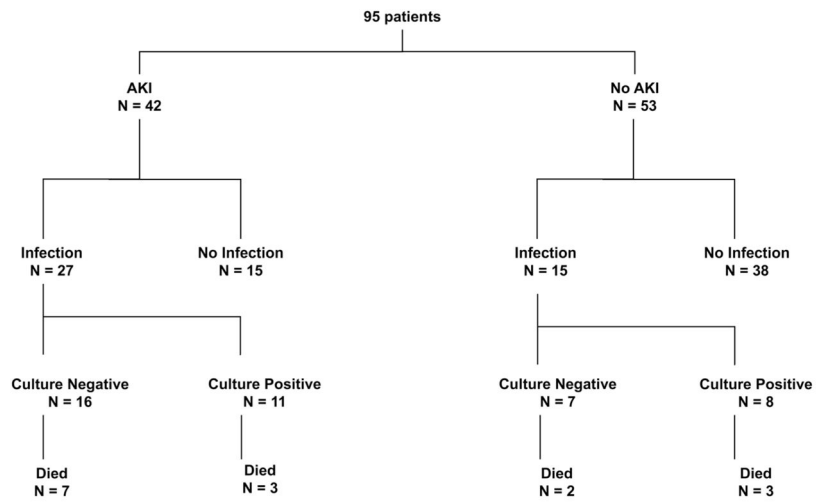 95 patients
AKI
N = 42
No AKI
N = 53
Infection
N = 27
No Infection
N = 15
Infection
N = 15
No Infection
N = 38
Culture Negative
N = 16
Culture Positive
N = 11
Culture Negative
N = 7
Culture Positive
N = 8
Died
N = 7
Died
N = 3
Died
N = 2
Died
N = 3